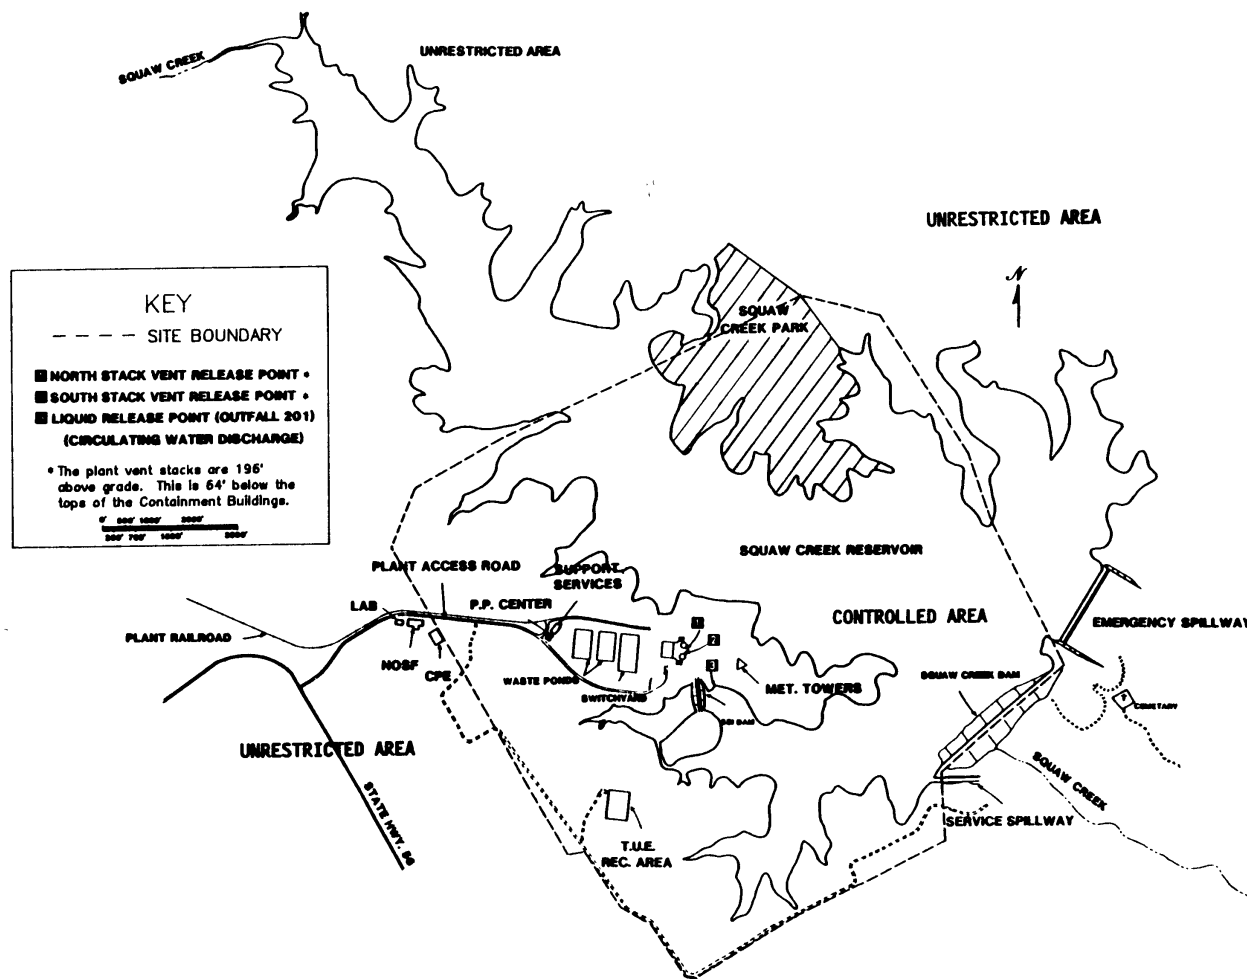 SQUAW CREEK
UNRESTRICTED AREA
UNRESTRICTED AREA
N
KEY
SITE BOUNDARY
NORTH STACK VENT RELEASE POINT *
SOUTH STACK VENT RELEASE POINT *
LIQUID RELEASE POINT (OUTFALL 201)
(CIRCULATING WATER DISCHARGE)
* The plant vent stacks are 196'
above grade. This is 64' below the
tops of the Containment Buildings.
SQUAW
CREEK PARK
SQUAW CREEK RESERVOIR
PLANT ACCESS ROAD
SUPPORT
SERVICES
LAB
P.P. CENTER
CONTROLLED AREA
EMERGENCY SPILLWAY
PLANT RAILROAD
NOSF
CPE
1
2
3
WASTE PONDS
SWITCHYARD
MET. TOWERS
SQUAW CREEK DAM
CEMETARY
UNRESTRICTED AREA
STATE HWY. 56
SQUAW CREEK
SERVICE SPILLWAY
T.U.E.
REC. AREA